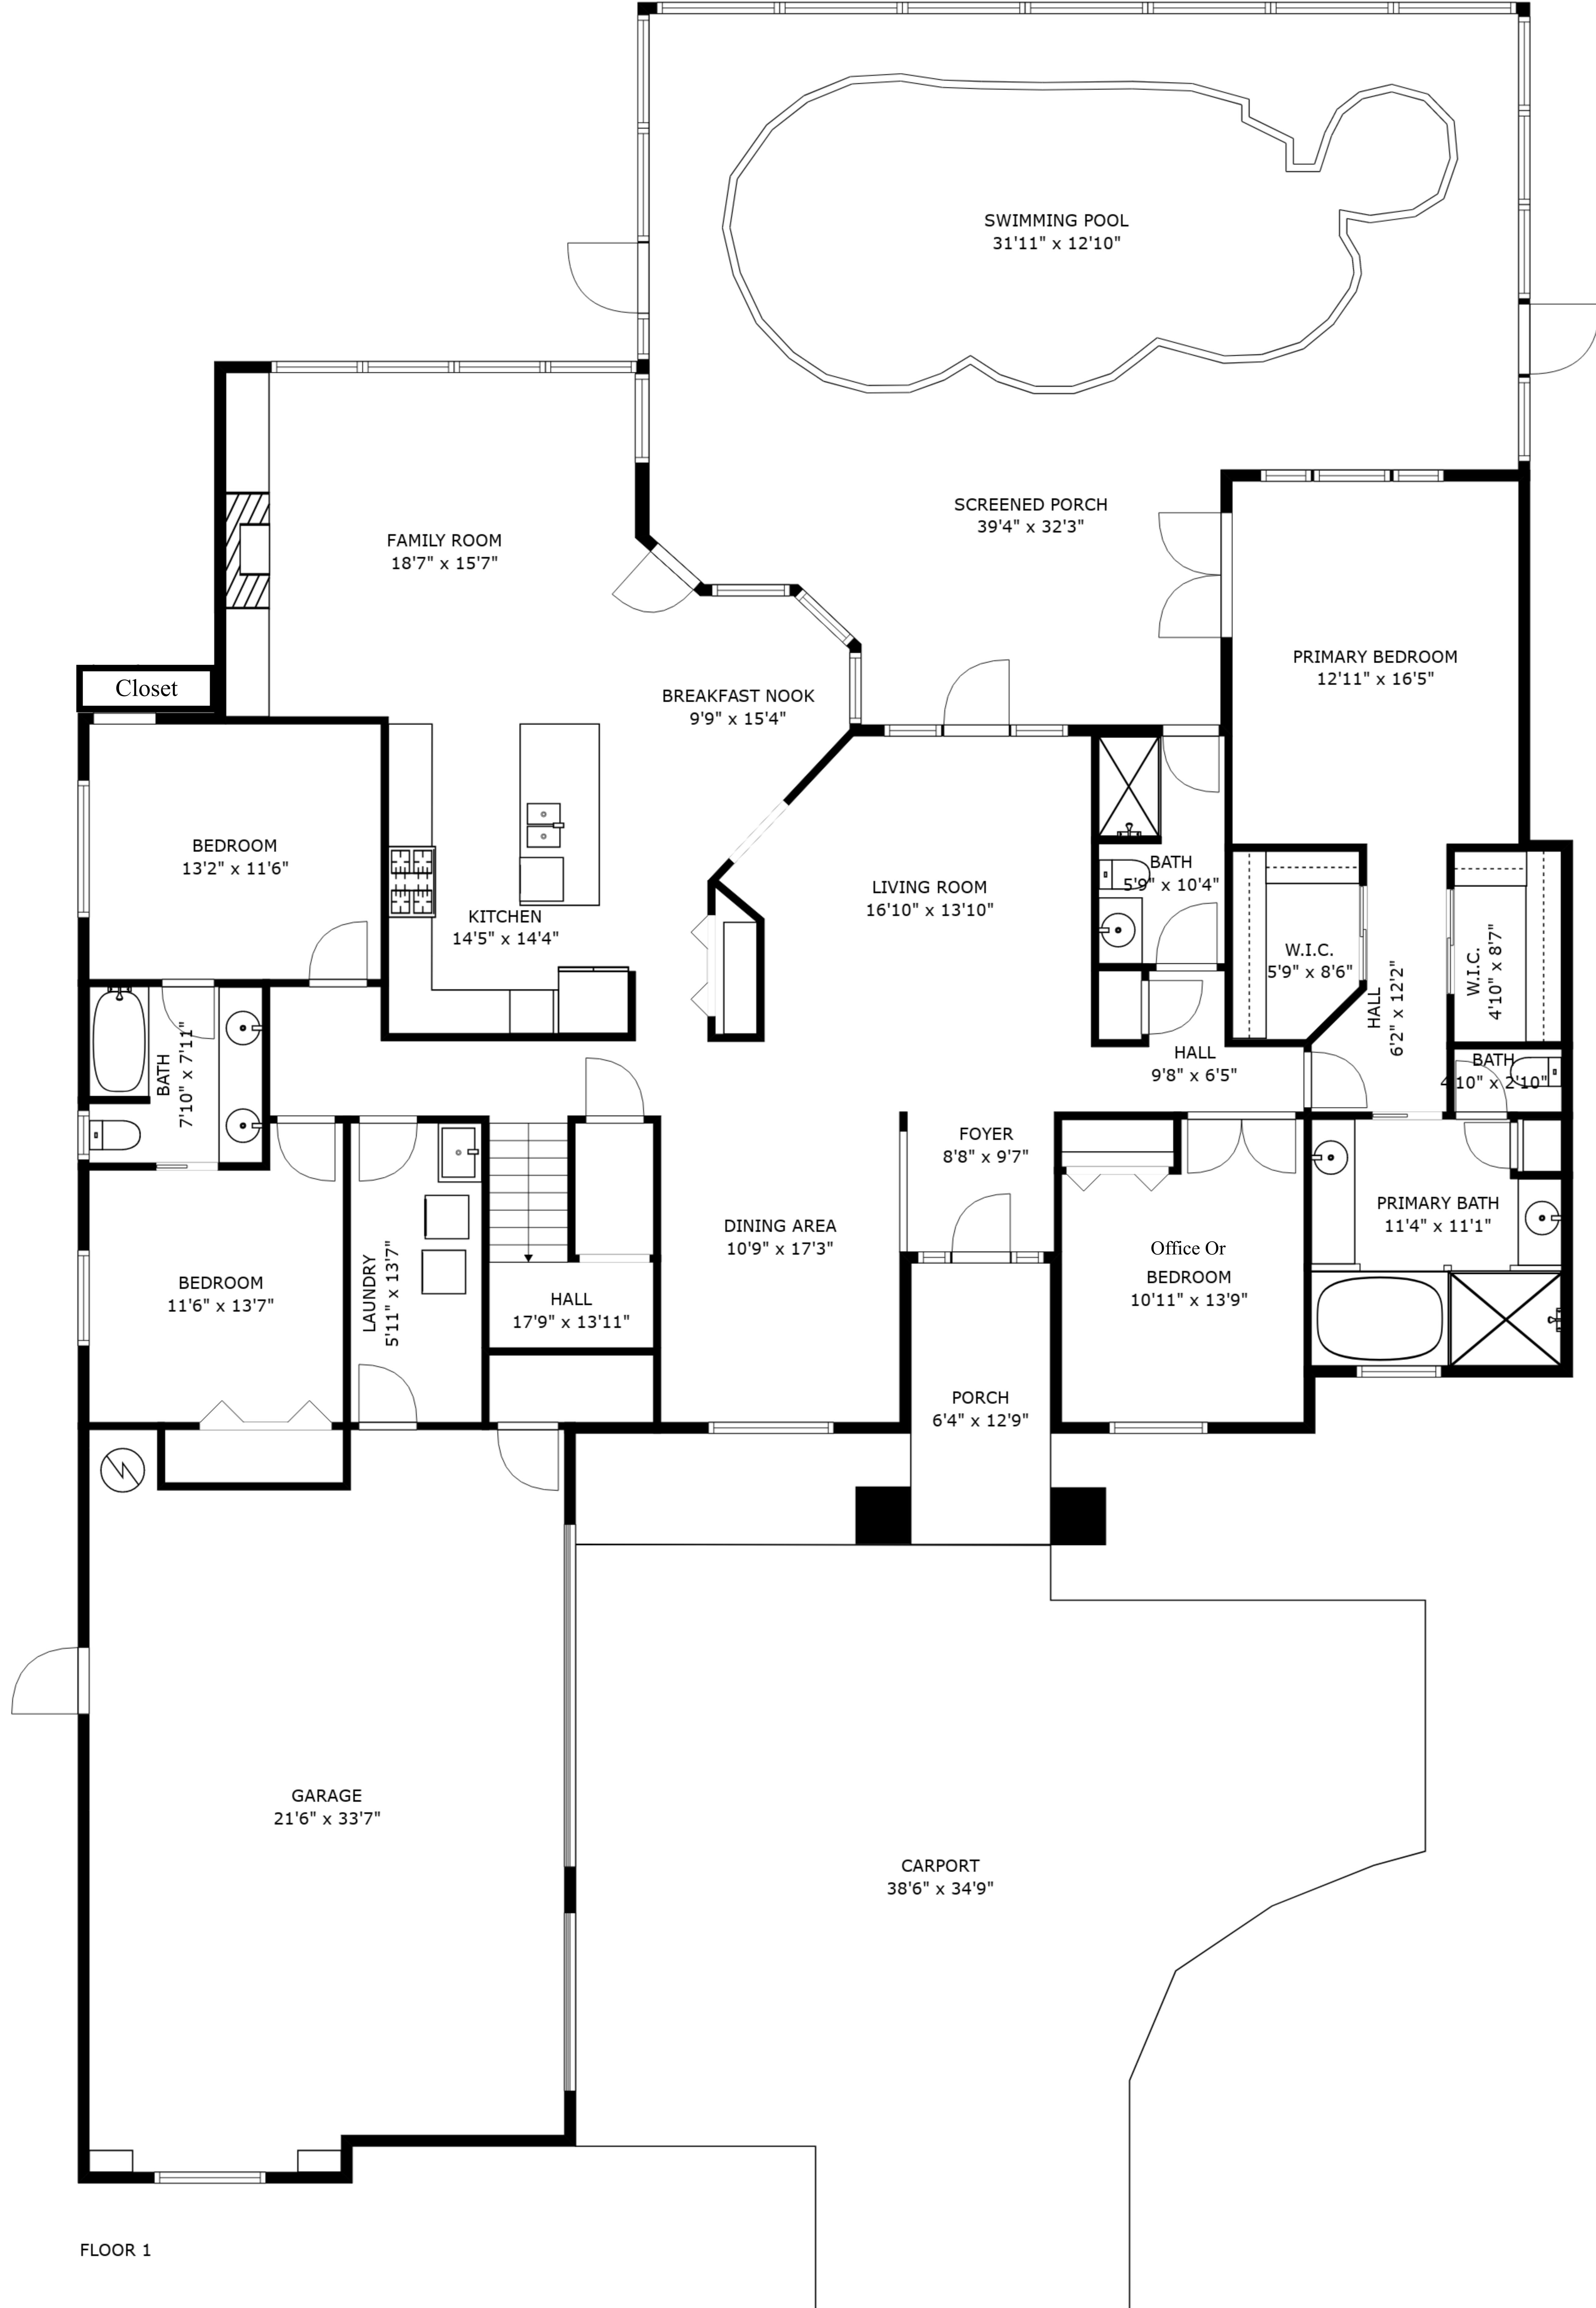 SWIMMING POOL
31'11" x 12'10"
SCREENED PORCH
39'4" x 32'3"
FAMILY ROOM
18'7" x 15'7"
PRIMARY BEDROOM
12'11" x 16'5"
Closet
BREAKFAST NOOK
9'9" x 15'4"
BEDROOM
13'2" x 11'6"
KITCHEN
14'5" x 14'4"
LIVING ROOM
16'10" x 13'10"
BATH
5'9" x 10'4"
W.I.C.
5'9" x 8'6"
W.I.C.
4'10" x 8'7"
HALL
6'2" x 12'2"
BATH
7'10" x 7'11"
HALL
9'8" x 6'5"
BATH
4'10" x 2'10"
FOYER
8'8" x 9'7"
PRIMARY BATH
11'4" x 11'1"
DINING AREA
10'9" x 17'3"
Office Or
BEDROOM
10'11" x 13'9"
BEDROOM
11'6" x 13'7"
LAUNDRY
5'11" x 13'7"
HALL
17'9" x 13'11"
PORCH
6'4" x 12'9"
GARAGE
21'6" x 33'7"
CARPORT
38'6" x 34'9"
FLOOR 1